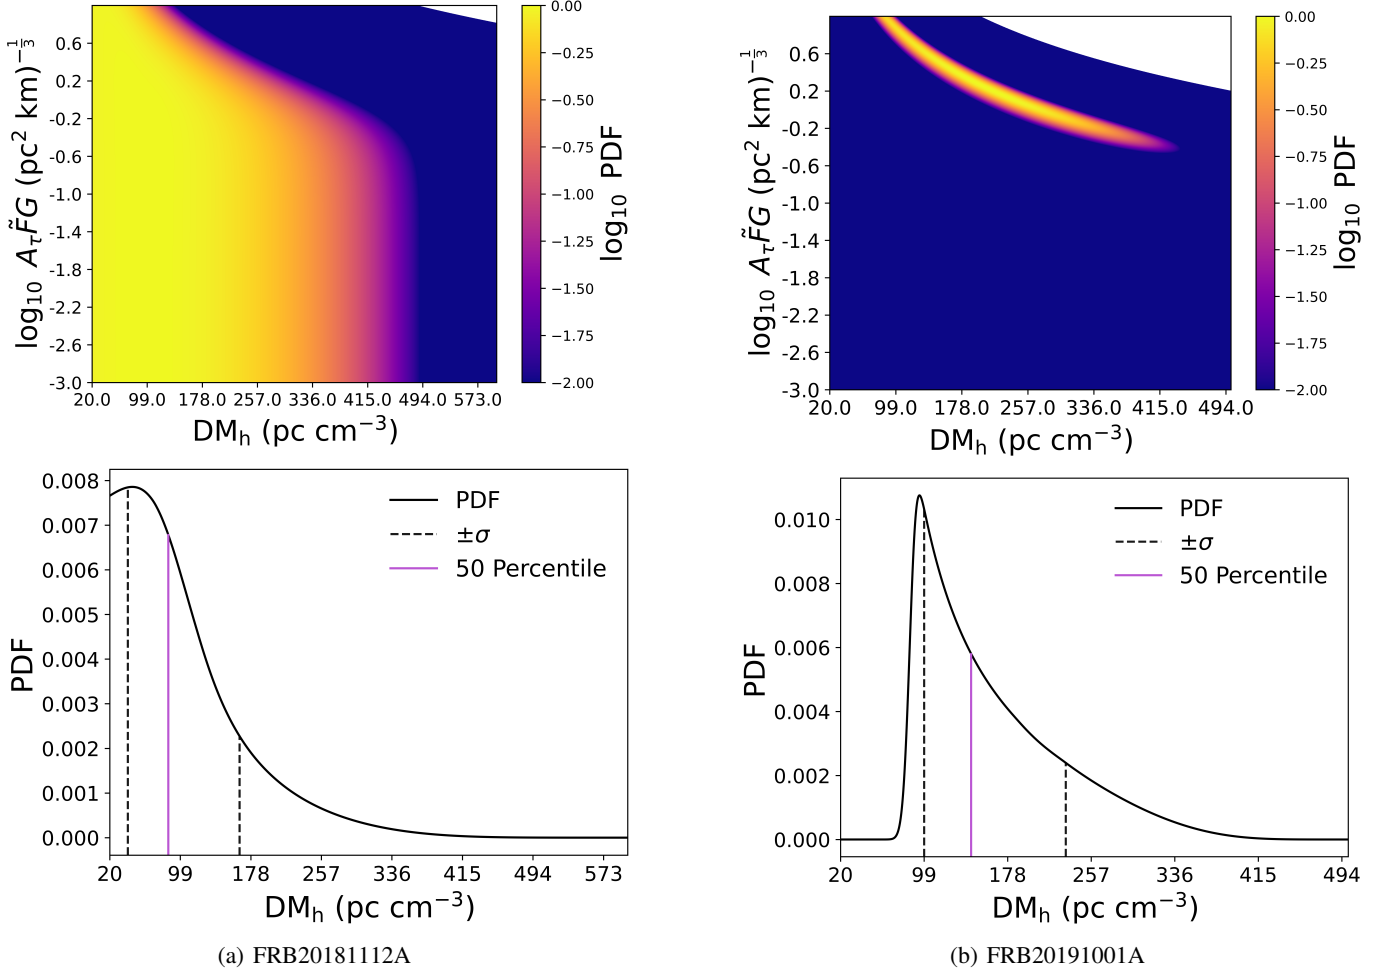 0.6
0.2
-0.2
-0.6
-1.0
-1.4
-1.8
-2.2
-2.6
-3.0
log₁₀ A_τF̃G (pc² km)^{−1/3}
20.0 99.0 178.0 257.0 336.0 415.0 494.0 573.0
DMₕ (pc cm⁻³)
0.00
−0.25
−0.50
−0.75
−1.00
−1.25
−1.50
−1.75
−2.00
log₁₀ PDF
0.6
0.2
-0.2
-0.6
-1.0
-1.4
-1.8
-2.2
-2.6
-3.0
log₁₀ A_τF̃G (pc² km)^{−1/3}
20.0 99.0 178.0 257.0 336.0 415.0 494.0
DMₕ (pc cm⁻³)
0.00
−0.25
−0.50
−0.75
−1.00
−1.25
−1.50
−1.75
−2.00
log₁₀ PDF
0.008
0.007
0.006
0.005
0.004
0.003
0.002
0.001
0.000
PDF
PDF
±σ
50 Percentile
20 99 178 257 336 415 494 573
DMₕ (pc cm⁻³)
(a) FRB20181112A
0.010
0.008
0.006
0.004
0.002
0.000
PDF
PDF
±σ
50 Percentile
20 99 178 257 336 415 494
DMₕ (pc cm⁻³)
(b) FRB20191001A